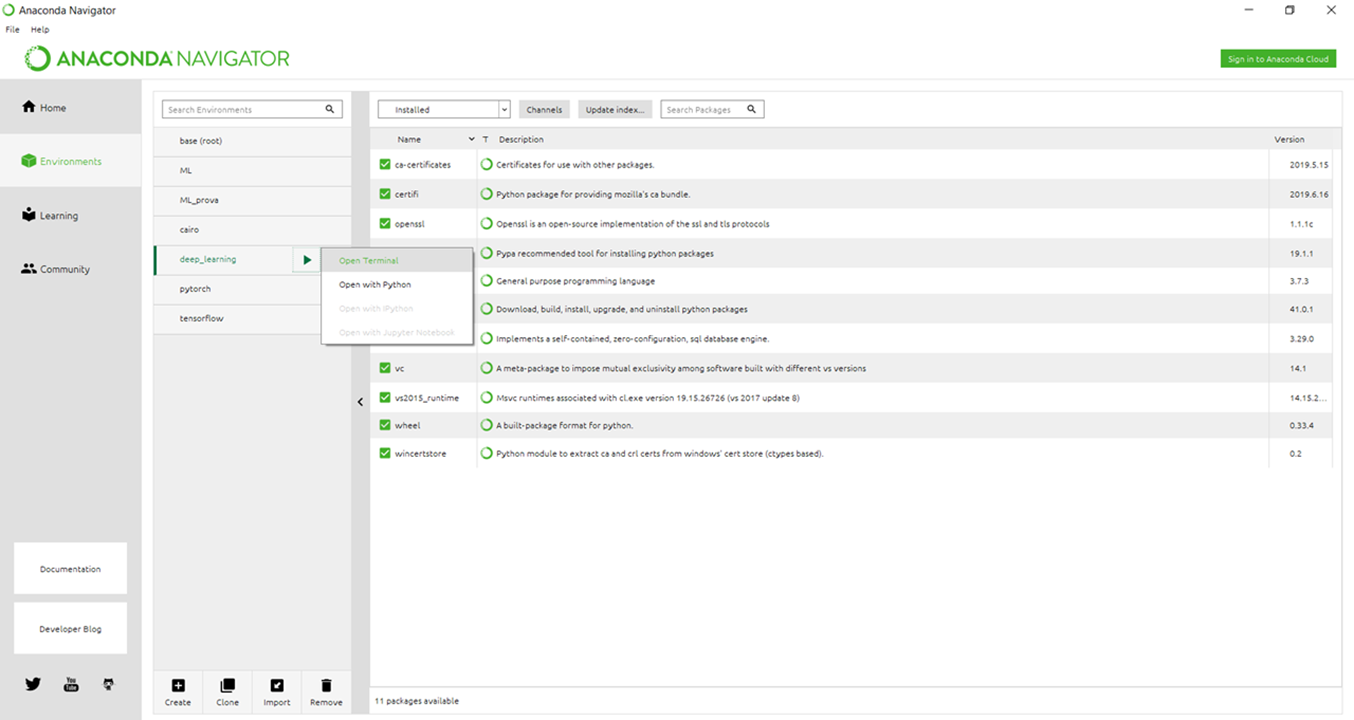 Anaconda Navigator
File Help
ANACONDA NAVIGATOR
Sign in to Anaconda Cloud
Home
Environments
Learning
Community
Documentation
Developer Blog
You Tube
Search Environments
base (root)
ML
ML_prova
cairo
deep_learning
pytorch
tensorflow
Open Terminal
Open with Python
Open with IPython
Open with Jupyter Notebook
Create Clone Import Remove
Installed Channels Update index... Search Packages
Name T Description Version
ca-certificates Certificates for use with other packages. 2019.5.15
certifi Python package for providing mozilla's ca bundle. 2019.6.16
openssl Openssl is an open-source implementation of the ssl and tls protocols 1.1.1c
Pypa recommended tool for installing python packages 19.1.1
General purpose programming language 3.7.3
Download, build, install, upgrade, and uninstall python packages 41.0.1
Implements a self-contained, zero-configuration, sql database engine. 3.29.0
vc A meta-package to impose mutual exclusivity among software built with different vs versions 14.1
vs2015_runtime Msvc runtimes associated with cl.exe version 19.15.26726 (vs 2017 update 8) 14.15.2...
wheel A built-package format for python. 0.33.4
wincertstore Python module to extract ca and crl certs from windows' cert store (ctypes based). 0.2
11 packages available